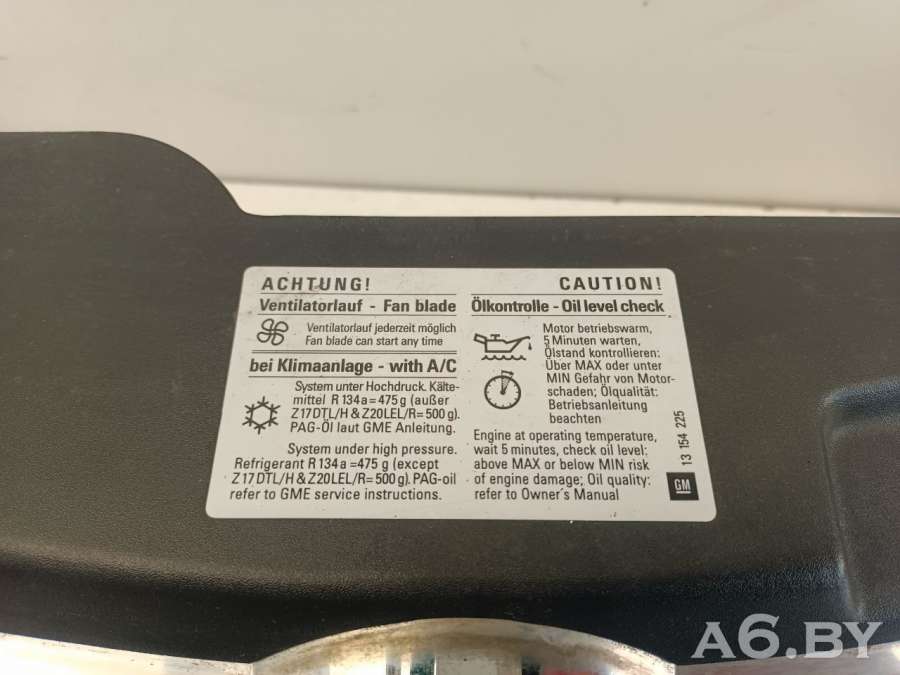 ACHTUNG!
CAUTION!
Ventilatorlauf - Fan blade
Ventilatorlauf jederzeit möglich
Fan blade can start any time
bei Klimaanlage - with A/C
System unter Hochdruck. Kälte-
mittel R 134 a = 475 g (außer
Z17DTL/H & Z20LEL/R= 500 g).
PAG-Öl laut GME Anleitung.
System under high pressure.
Refrigerant R 134 a =475 g (except
Z17DTL/H & Z20LEL/R= 500 g). PAG-oil
refer to GME service instructions.
Ölkontrolle - Oil level check
Motor betriebswarm,
5 Minuten warten,
Ölstand kontrollieren:
Über MAX oder unter
MIN Gefahr von Motor-
schaden; Ölqualität:
Betriebsanleitung
beachten
Engine at operating temperature,
wait 5 minutes, check oil level:
above MAX or below MIN risk
of engine damage; Oil quality:
refer to Owner´s Manual
13 154 225
GM
A6.BY